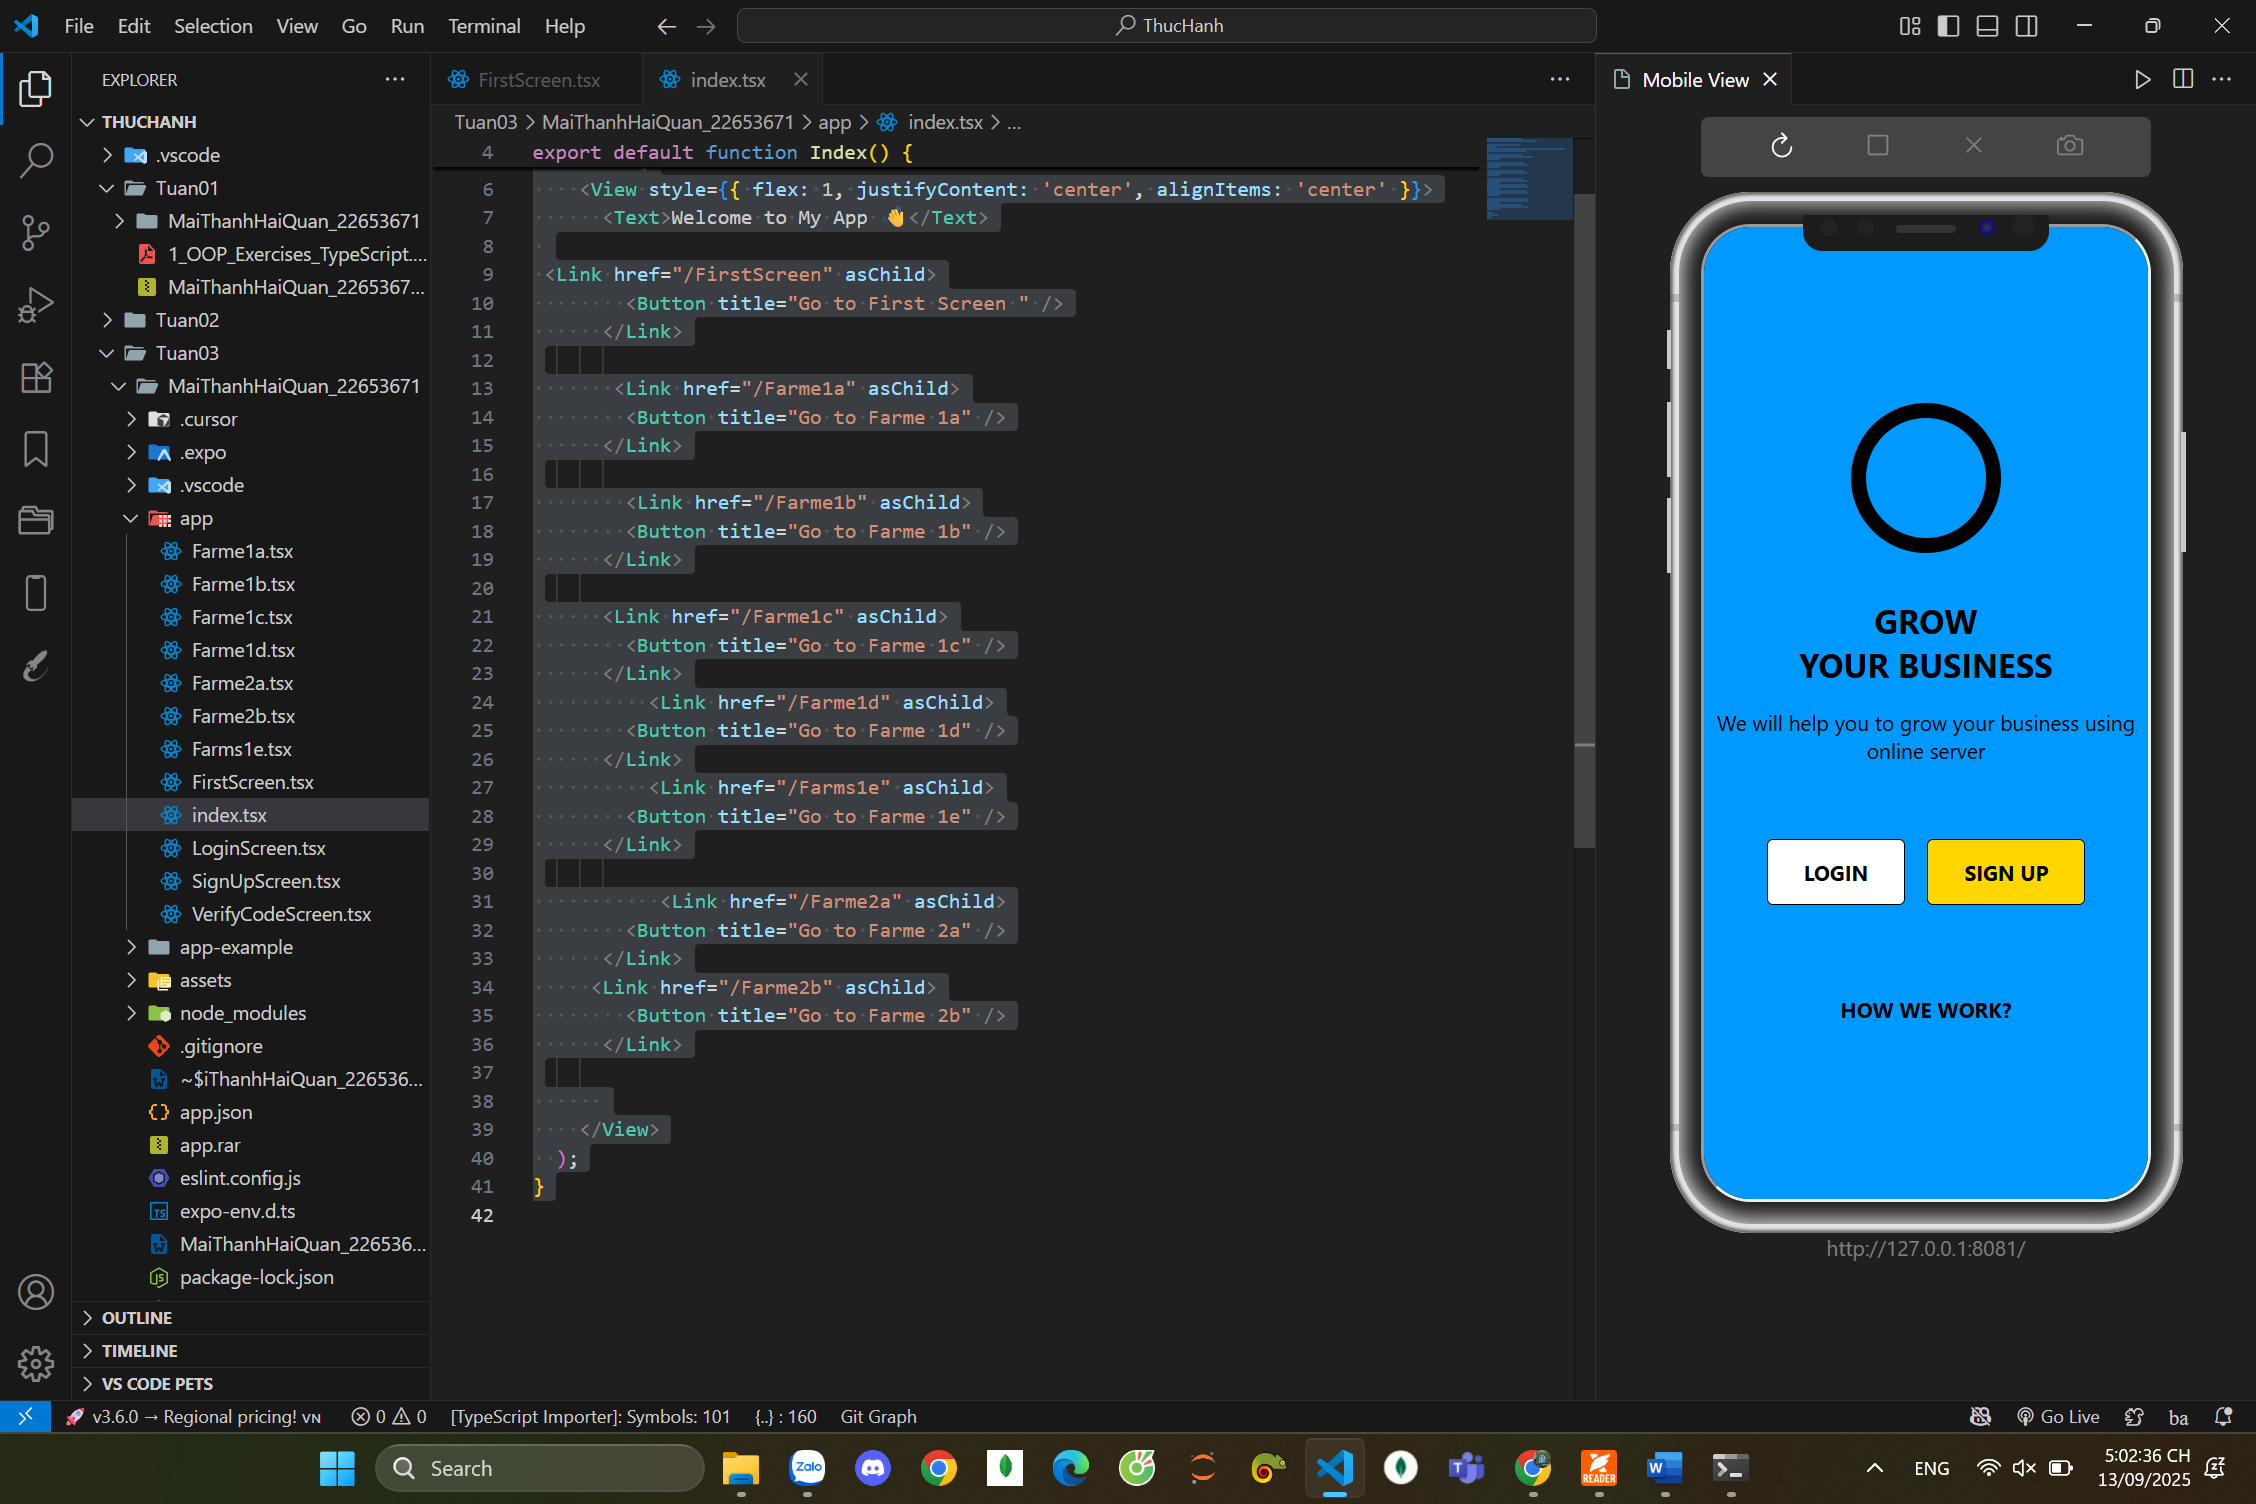 File Edit Selection View Go Run Terminal Help
ThucHanh
EXPLORER
THUCHANH
.vscode
Tuan01
MaiThanhHaiQuan_22653671
1_OOP_Exercises_TypeScript....
MaiThanhHaiQuan_2265367...
Tuan02
Tuan03
MaiThanhHaiQuan_22653671
.cursor
.expo
.vscode
app
Farme1a.tsx
Farme1b.tsx
Farme1c.tsx
Farme1d.tsx
Farme2a.tsx
Farme2b.tsx
Farms1e.tsx
FirstScreen.tsx
index.tsx
LoginScreen.tsx
SignUpScreen.tsx
VerifyCodeScreen.tsx
app-example
assets
node_modules
.gitignore
~$iThanhHaiQuan_226536...
app.json
app.rar
eslint.config.js
expo-env.d.ts
MaiThanhHaiQuan_226536...
package-lock.json
OUTLINE
TIMELINE
VS CODE PETS
FirstScreen.tsx
index.tsx
Tuan03 > MaiThanhHaiQuan_22653671 > app > index.tsx > ...
4 export default function Index() {
6 <View style={{ flex: 1, justifyContent: 'center', alignItems: 'center' }}>
7 <Text>Welcome to My App 👋</Text>
8
9 <Link href="/FirstScreen" asChild>
10 <Button title="Go to First Screen " />
11 </Link>
12
13 <Link href="/Farme1a" asChild>
14 <Button title="Go to Farme 1a" />
15 </Link>
16
17 <Link href="/Farme1b" asChild>
18 <Button title="Go to Farme 1b" />
19 </Link>
20
21 <Link href="/Farme1c" asChild>
22 <Button title="Go to Farme 1c" />
23 </Link>
24 <Link href="/Farme1d" asChild>
25 <Button title="Go to Farme 1d" />
26 </Link>
27 <Link href="/Farms1e" asChild>
28 <Button title="Go to Farme 1e" />
29 </Link>
30
31 <Link href="/Farme2a" asChild>
32 <Button title="Go to Farme 2a" />
33 </Link>
34 <Link href="/Farme2b" asChild>
35 <Button title="Go to Farme 2b" />
36 </Link>
37
38
39 </View>
40 );
41 }
42
Mobile View
GROW
YOUR BUSINESS
We will help you to grow your business using
online server
LOGIN
SIGN UP
HOW WE WORK?
http://127.0.0.1:8081/
v3.6.0 → Regional pricing! VN 0 0 [TypeScript Importer]: Symbols: 101 {..} : 160 Git Graph
Go Live ba
Search
Zalo
READER
ENG
5:02:36 CH
13/09/2025